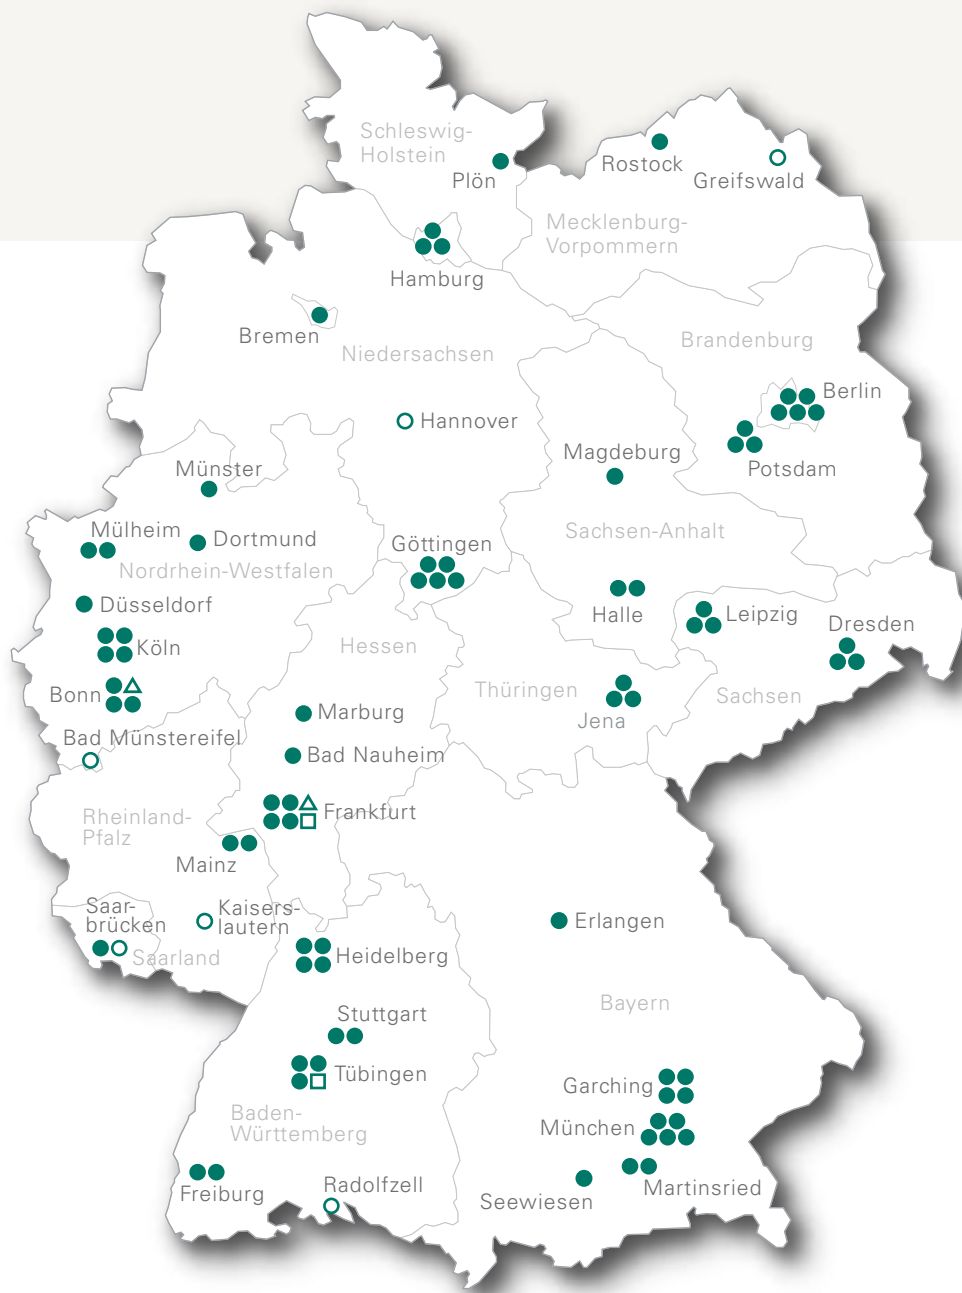 Schleswig-
Holstein
Plön
Rostock
Greifswald
Mecklenburg-
Vorpommern
Hamburg
Bremen
Niedersachsen
Brandenburg
Berlin
Hannover
Potsdam
Magdeburg
Münster
Sachsen-Anhalt
Mülheim
Dortmund
Göttingen
Nordrhein-Westfalen
Düsseldorf
Halle
Leipzig
Dresden
Köln
Hessen
Bonn
Thüringen
Sachsen
Jena
Marburg
Bad Münstereifel
Bad Nauheim
Frankfurt
Rheinland-
Pfalz
Mainz
Saar-
brücken
Kaisers-
lautern
Erlangen
Saarland
Heidelberg
Bayern
Stuttgart
Tübingen
Garching
Baden-
Württemberg
München
Freiburg
Radolfzell
Seewiesen
Martinsried